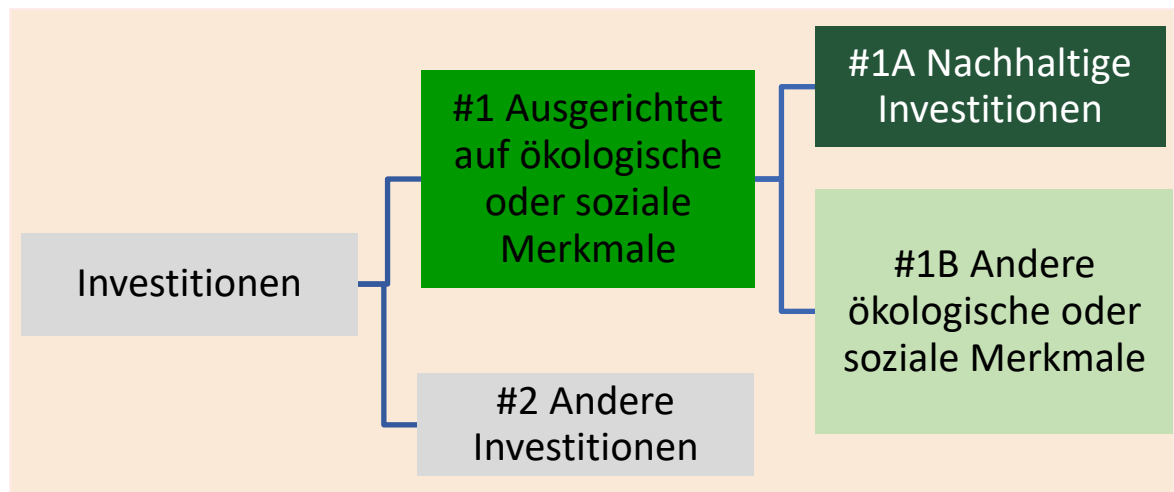 Investitionen
#1 Ausgerichtet
auf ökologische
oder soziale
Merkmale
#2 Andere
Investitionen
#1A Nachhaltige
Investitionen
#1B Andere
ökologische oder
soziale Merkmale